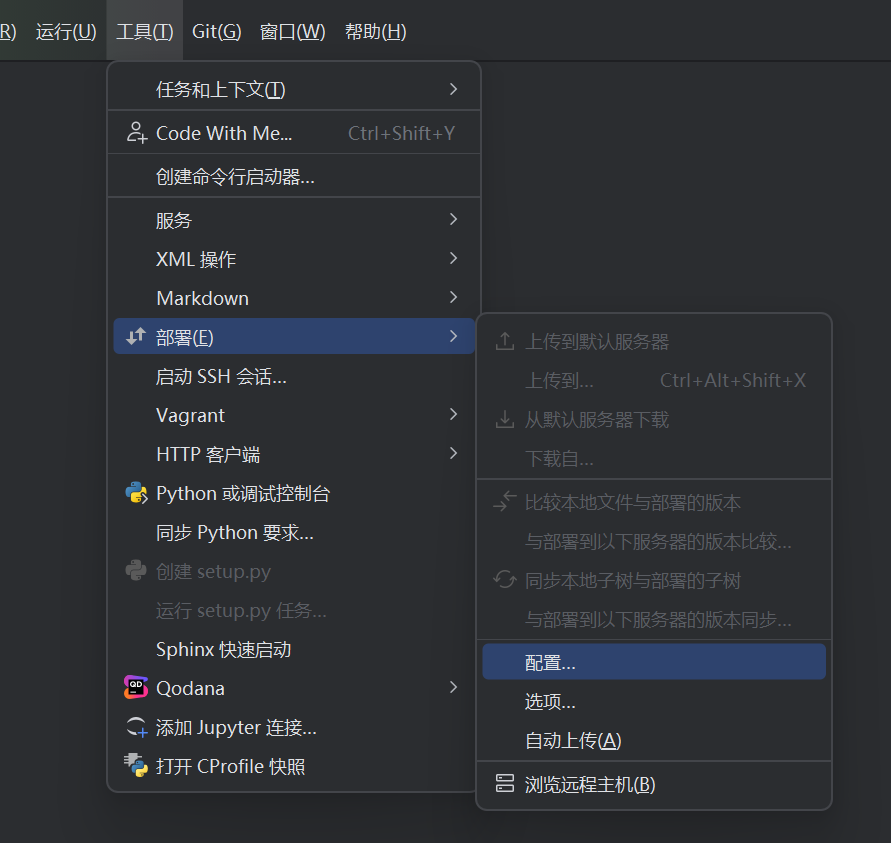 R) 运行(U) 工具(T) Git(G) 窗口(W) 帮助(H)
任务和上下文(T)
Code With Me... Ctrl+Shift+Y
创建命令行启动器...
服务
XML 操作
Markdown
部署(E)
启动 SSH 会话...
Vagrant
HTTP 客户端
Python 或调试控制台
同步 Python 要求...
创建 setup.py
运行 setup.py 任务...
Sphinx 快速启动
QD Qodana
添加 Jupyter 连接...
打开 CProfile 快照
上传到默认服务器
上传到... Ctrl+Alt+Shift+X
从默认服务器下载
下载自...
比较本地文件与部署的版本
与部署到以下服务器的版本比较...
同步本地子树与部署的子树
与部署到以下服务器的版本同步...
配置...
选项...
自动上传(A)
浏览远程主机(B)